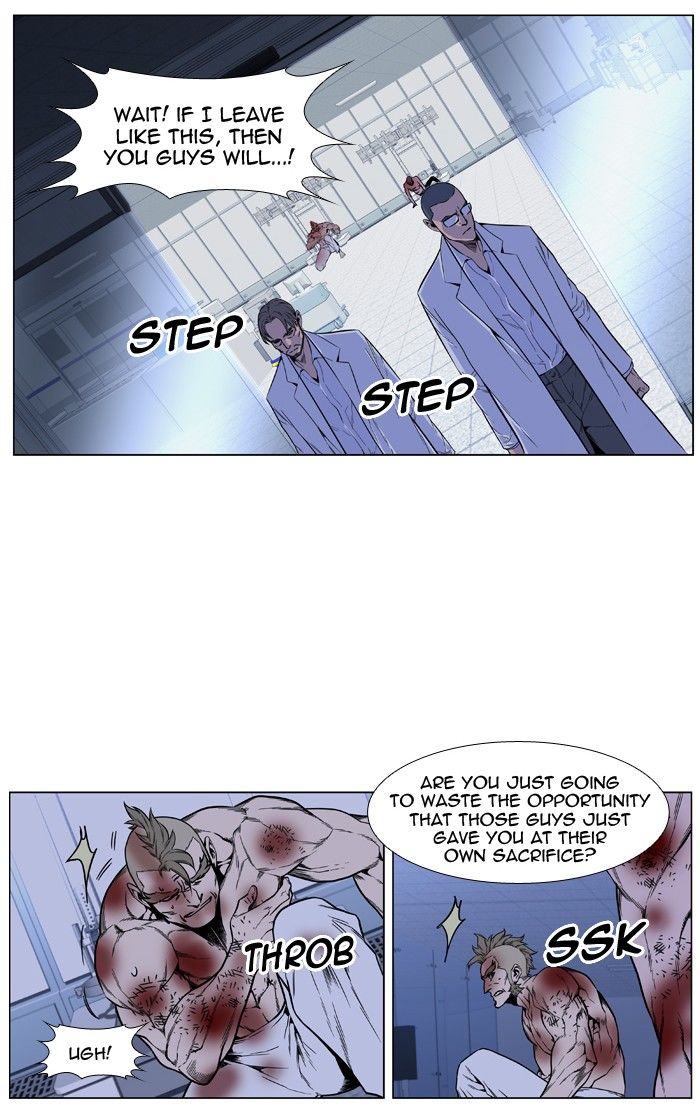 WAIT! IF I LEAVE
LIKE THIS, THEN
YOU GUYS WILL...!
STEP
STEP
ARE YOU JUST GOING
TO WASTE THE OPPORTUNITY
THAT THOSE GUYS JUST
GAVE YOU AT THEIR
OWN SACRIFICE?
THROB
SSK
UGH!